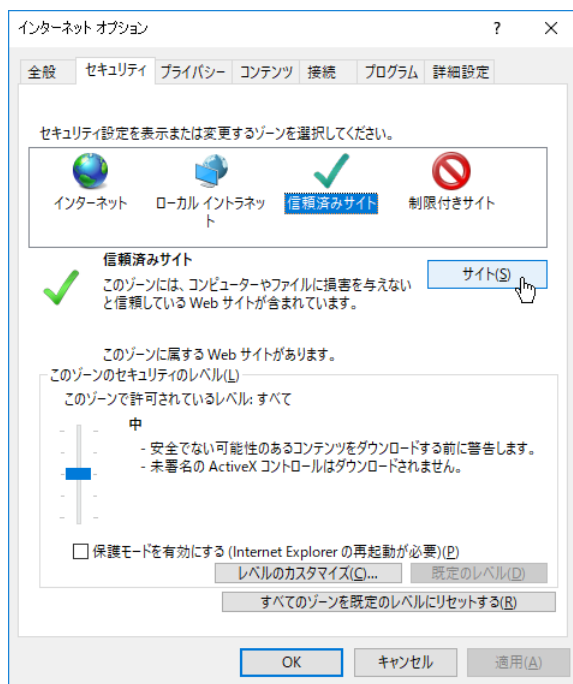 インターネット オプション
全般 セキュリティ プライバシー コンテンツ 接続 プログラム 詳細設定
セキュリティ設定を表示または変更するゾーンを選択してください。
インターネット
ローカル イントラネッ
ト
信頼済みサイト
制限付きサイト
信頼済みサイト
このゾーンには、コンピューターやファイルに損害を与えない
と信頼している Web サイトが含まれています。
サイト(S)
このゾーンに属する Web サイトがあります。
このゾーンのセキュリティのレベル(L)
このゾーンで許可されているレベル: すべて
中
- 安全でない可能性のあるコンテンツをダウンロードする前に警告します。
- 未署名の ActiveX コントロールはダウンロードされません。
保護モードを有効にする (Internet Explorer の再起動が必要)(P)
レベルのカスタマイズ(C)... 既定のレベル(D)
すべてのゾーンを既定のレベルにリセットする(R)
OK キャンセル 適用(A)